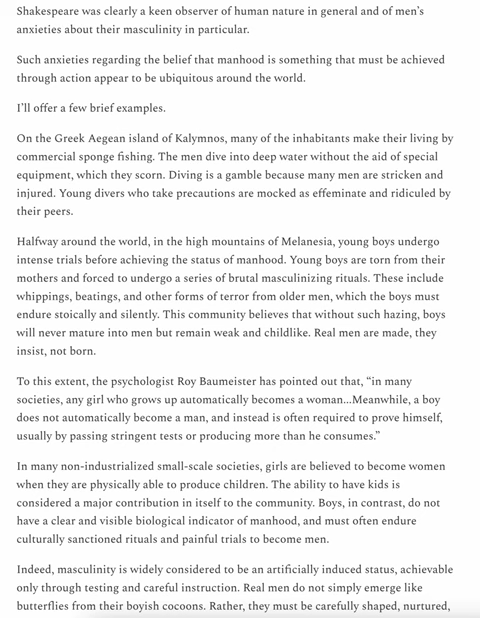 Shakespeare was clearly a keen observer of human nature in general and of men’s
anxieties about their masculinity in particular.
Such anxieties regarding the belief that manhood is something that must be achieved
through action appear to be ubiquitous around the world.
I’ll offer a few brief examples.
On the Greek Aegean island of Kalymnos, many of the inhabitants make their living by
commercial sponge fishing. The men dive into deep water without the aid of special
equipment, which they scorn. Diving is a gamble because many men are stricken and
injured. Young divers who take precautions are mocked as effeminate and ridiculed by
their peers.
Halfway around the world, in the high mountains of Melanesia, young boys undergo
intense trials before achieving the status of manhood. Young boys are torn from their
mothers and forced to undergo a series of brutal masculinizing rituals. These include
whippings, beatings, and other forms of terror from older men, which the boys must
endure stoically and silently. This community believes that without such hazing, boys
will never mature into men but remain weak and childlike. Real men are made, they
insist, not born.
To this extent, the psychologist Roy Baumeister has pointed out that, “in many
societies, any girl who grows up automatically becomes a woman...Meanwhile, a boy
does not automatically become a man, and instead is often required to prove himself,
usually by passing stringent tests or producing more than he consumes.”
In many non-industrialized small-scale societies, girls are believed to become women
when they are physically able to produce children. The ability to have kids is
considered a major contribution in itself to the community. Boys, in contrast, do not
have a clear and visible biological indicator of manhood, and must often endure
culturally sanctioned rituals and painful trials to become men.
Indeed, masculinity is widely considered to be an artificially induced status, achievable
only through testing and careful instruction. Real men do not simply emerge like
butterflies from their boyish cocoons. Rather, they must be carefully shaped, nurtured,